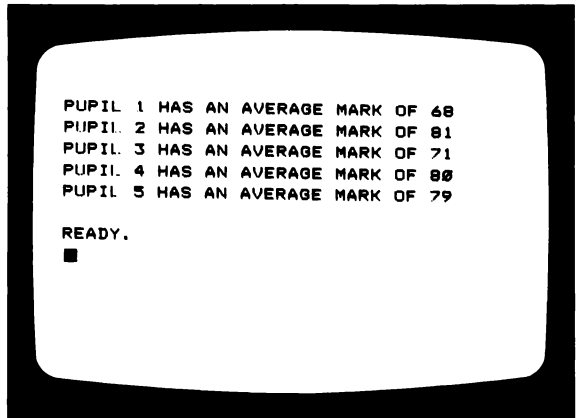 PUPIL 1 HAS AN AVERAGE MARK OF 68
PUPIL 2 HAS AN AVERAGE MARK OF 81
PUPIL 3 HAS AN AVERAGE MARK OF 71
PUPIL 4 HAS AN AVERAGE MARK OF 80
PUPIL 5 HAS AN AVERAGE MARK OF 79
READY.